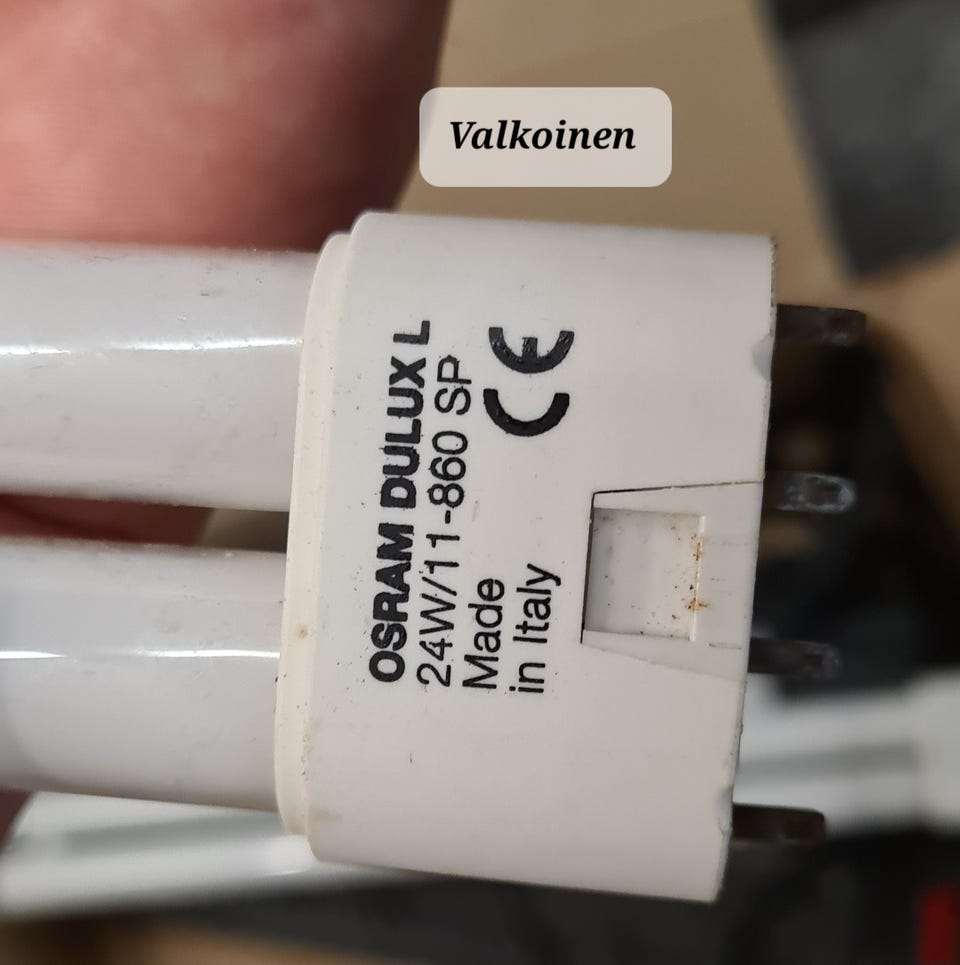 Valkoinen
OSRAM DULUX L
24W/11-860 SP
Made
in Italy
CE